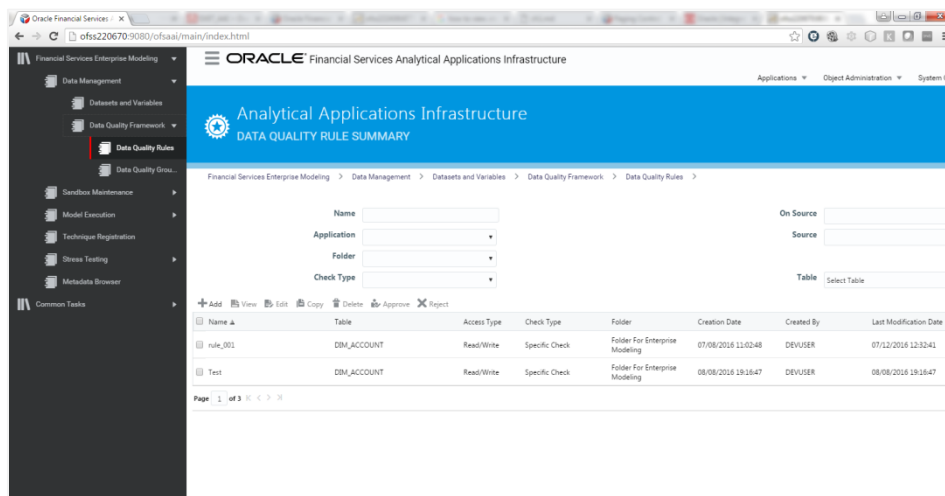 Oracle Financial Services
ofss220670:9080/ofsaai/main/index.html
Financial Services Enterprise Modeling
Data Management
Datasets and Variables
Data Quality Framework
Data Quality Rules
Data Quality Grou...
Sandbox Maintenance
Model Execution
Technique Registration
Stress Testing
Metadata Browser
Common Tasks
ORACLE Financial Services Analytical Applications Infrastructure
Applications Object Administration System
Analytical Applications Infrastructure
DATA QUALITY RULE SUMMARY
Financial Services Enterprise Modeling > Data Management > Datasets and Variables > Data Quality Framework > Data Quality Rules >
Name On Source
Application Source
Folder
Check Type Table Select Table
Add View Edit Copy Delete Approve Reject
Name Table Access Type Check Type Folder Creation Date Created By Last Modification Date
rule_001 DIM_ACCOUNT Read/Write Specific Check Folder For Enterprise Modeling 07/08/2016 11:02:48 DEVUSER 07/12/2016 12:32:41
Test DIM_ACCOUNT Read/Write Specific Check Folder For Enterprise Modeling 08/08/2016 19:16:47 DEVUSER 08/08/2016 19:16:47
Page 1 of 3